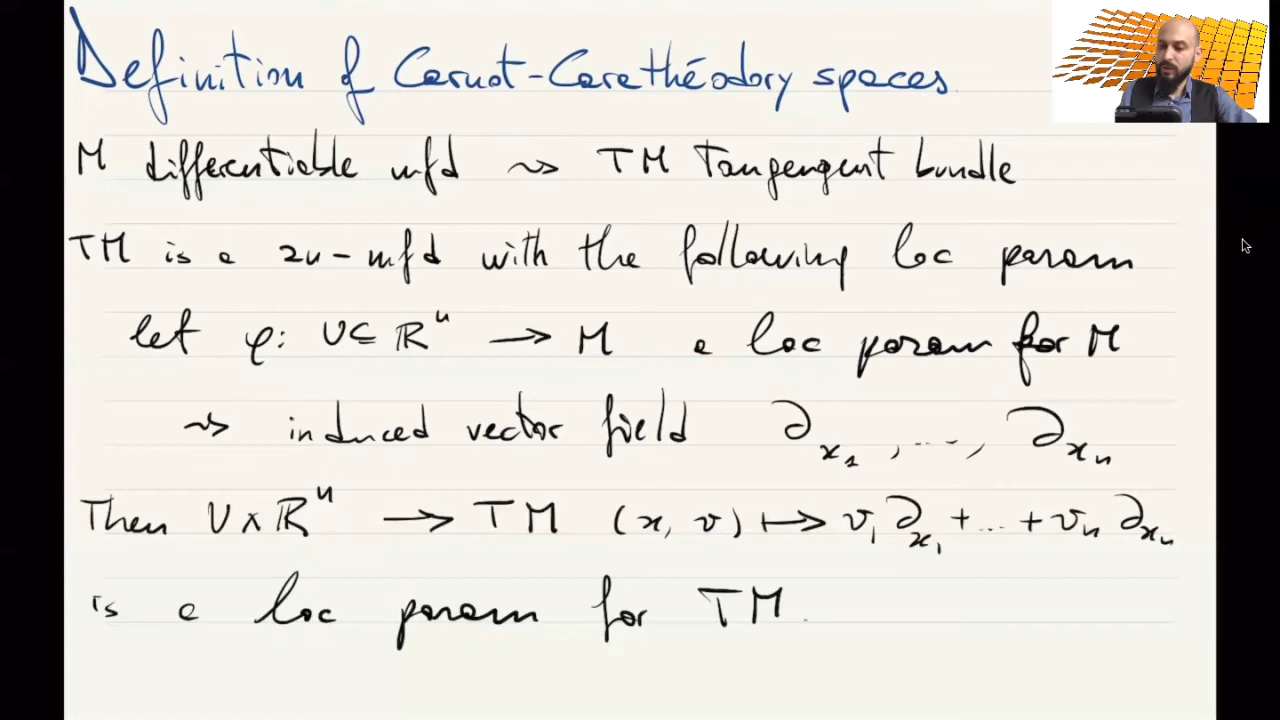 Definition of Carnot-Carathéodory spaces
M differentiable mfd ⇝ TM Tangengent bundle
TM is a 2n-mfd with the following loc param
let φ: U⊆ℝⁿ → M a loc param for M
⇝ induced vector field ∂x₁, ..., ∂xₙ
Then U×ℝⁿ → TM (x, v) ↦ v₁∂x₁ + ... + vₙ∂xₙ
is a loc param for TM.